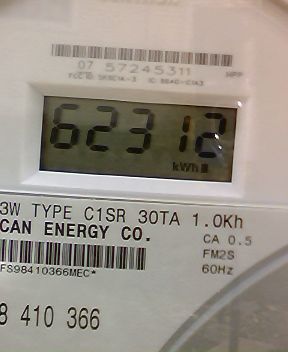 07 57245311
HPP
62312
kWh
3W TYPE C1SR 30TA 1.0Kh
CAN ENERGY CO.
CA 0.5
FM2S
60Hz
FS98410366MEC*
8 410 366